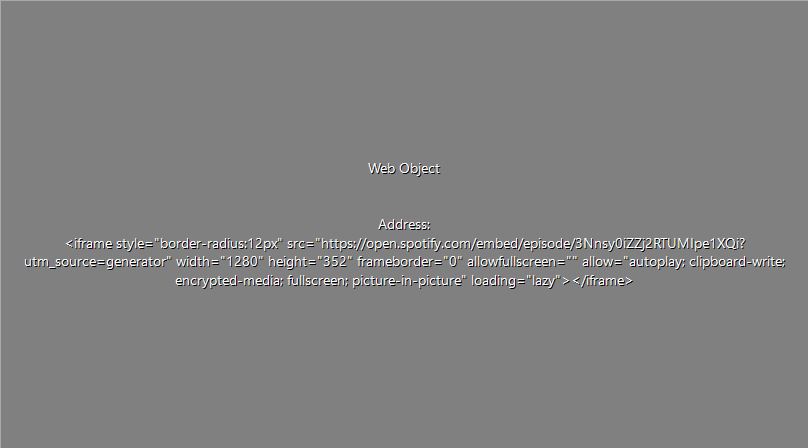 Web Object
Address:
<iframe style="border-radius:12px" src="https://open.spotify.com/embed/episode/3Nnsy0iZZj2RTUMIpe1XQi?
utm_source=generator" width="1280" height="352" frameborder="0" allowfullscreen="" allow="autoplay; clipboard-write;
encrypted-media; fullscreen; picture-in-picture" loading="lazy"></iframe>